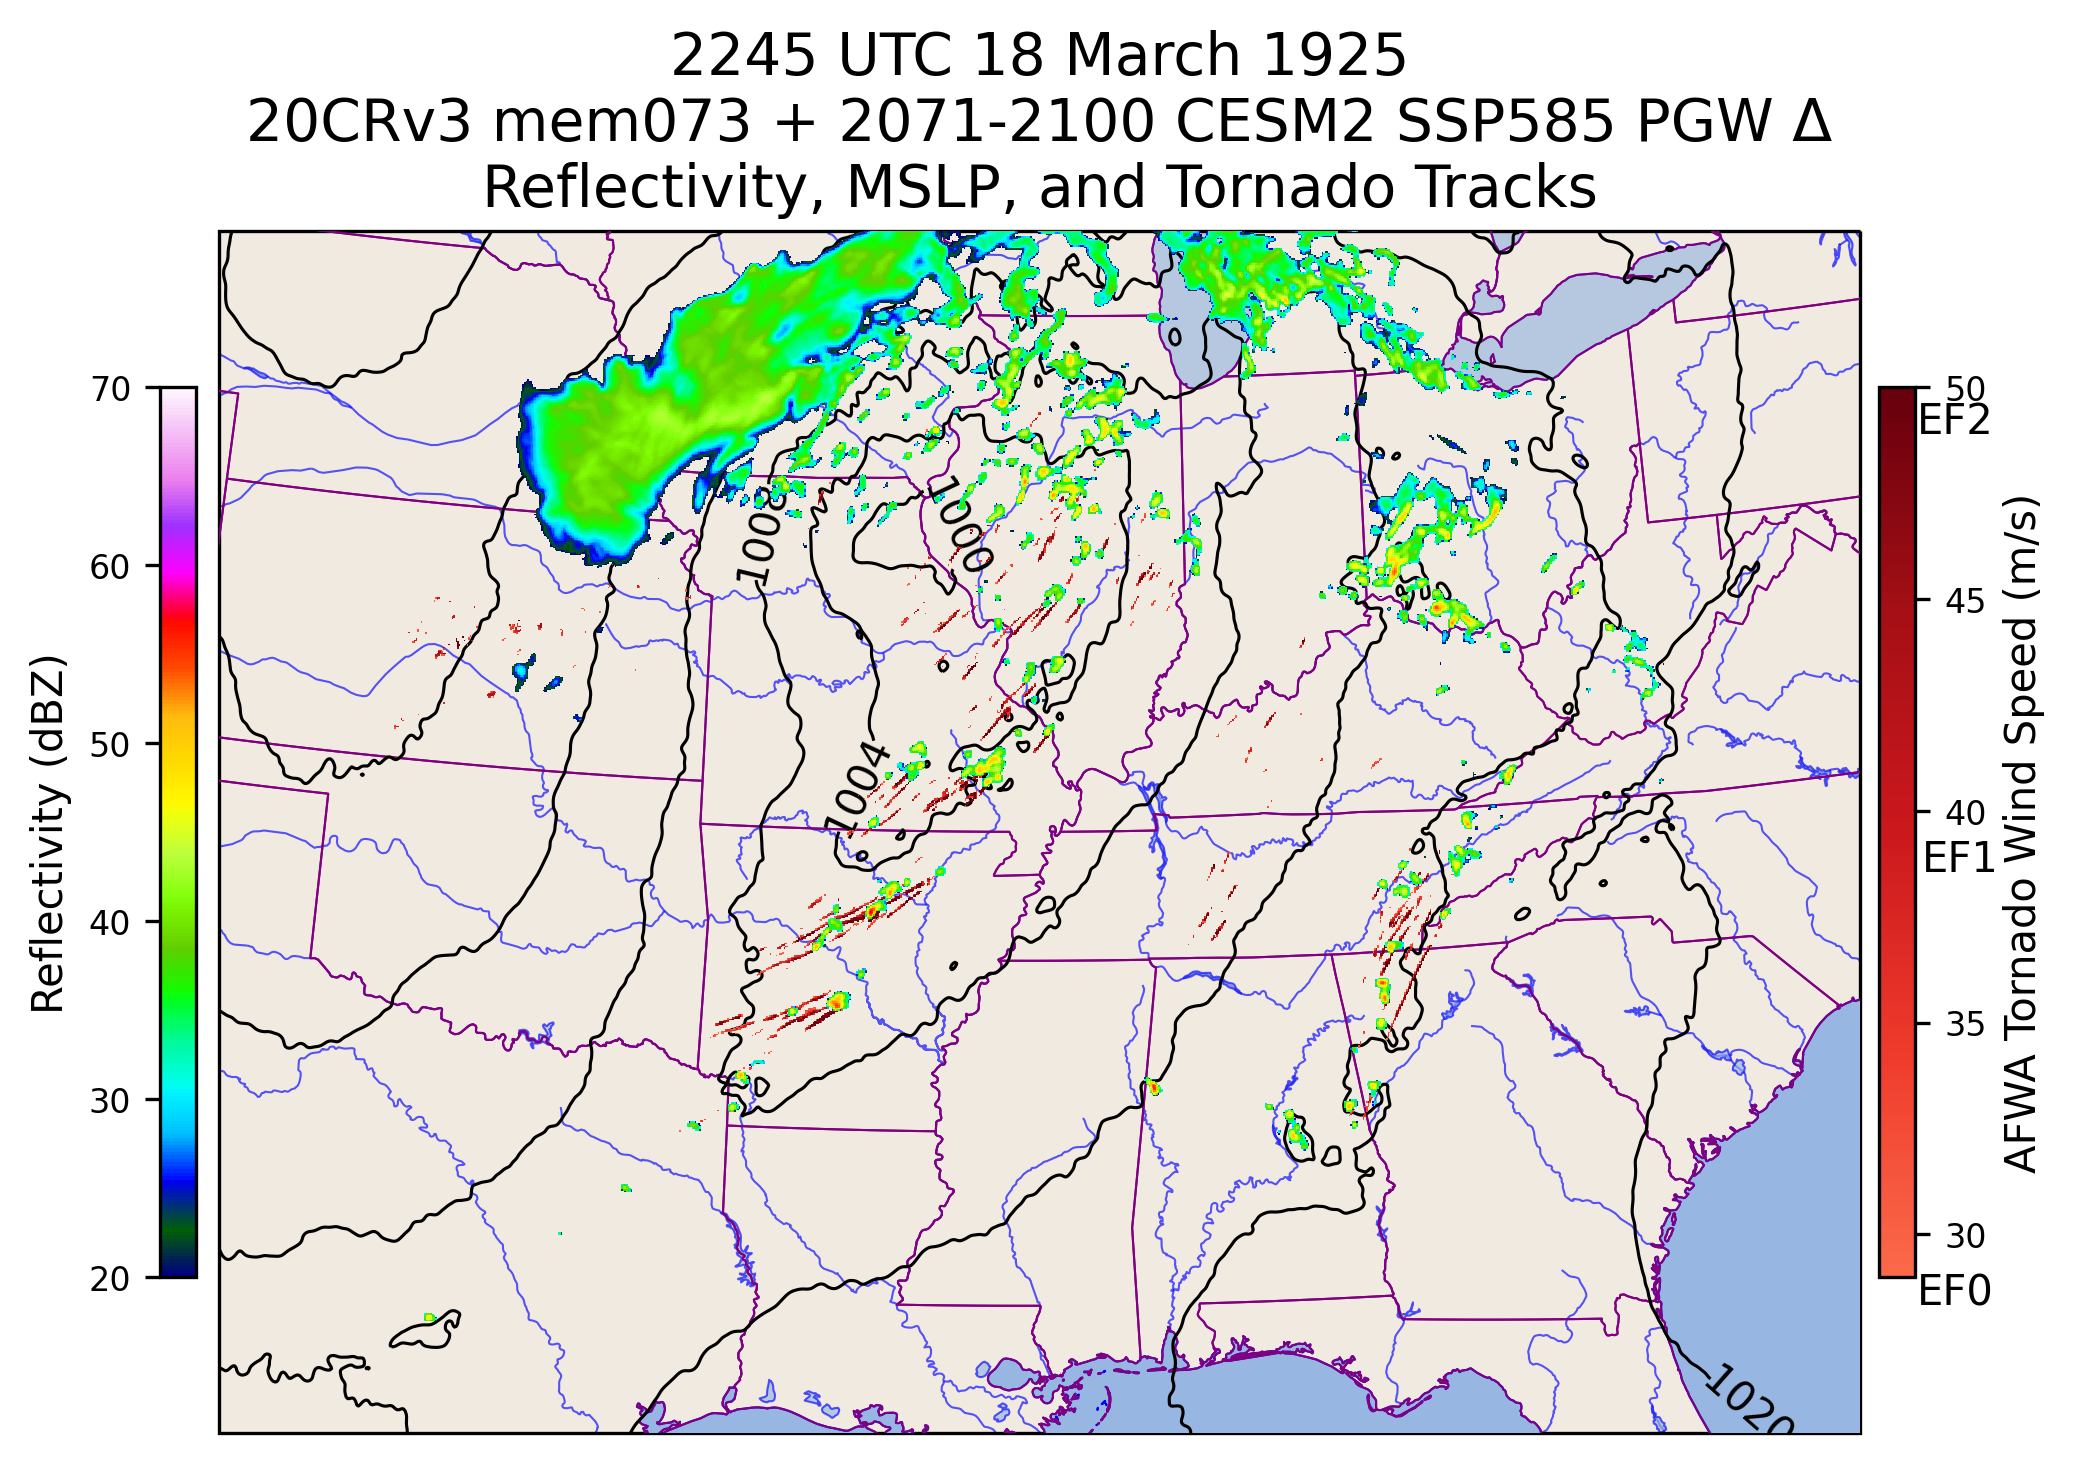 2245 UTC 18 March 1925
20CRv3 mem073 + 2071-2100 CESM2 SSP585 PGW Δ
Reflectivity, MSLP, and Tornado Tracks
Reflectivity (dBZ)
70
60
50
40
30
20
1008
1000
1004
1020
50
EF2
45
40
EF1
35
30
EF0
AFWA Tornado Wind Speed (m/s)